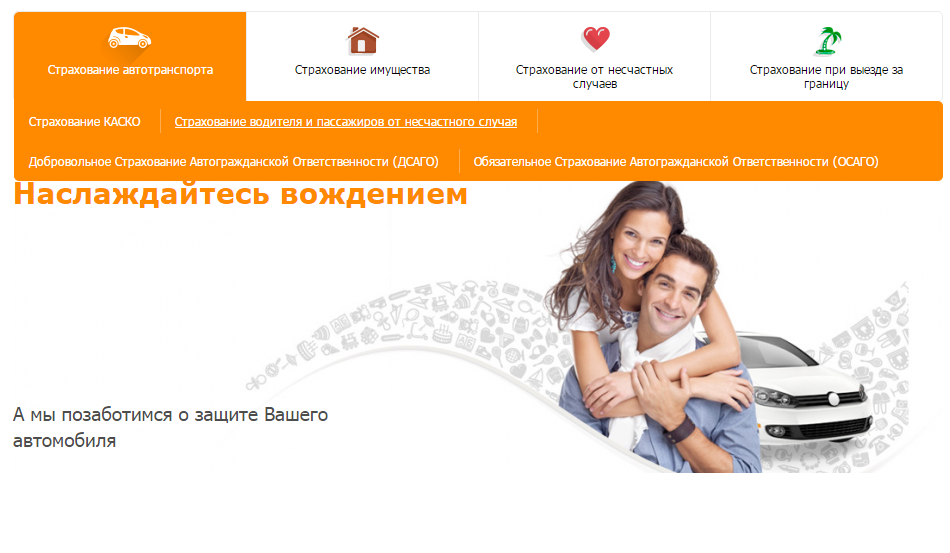 Страхование автотранспорта
Страхование имущества
Страхование от несчастных
случаев
Страхование при выезде за
границу
Страхование КАСКО
Страхование водителя и пассажиров от несчастного случая
Добровольное Страхование Автогражданской Ответственности (ДСАГО)
Обязательное Страхование Автогражданской Ответственности (ОСАГО)
Наслаждайтесь вождением
А мы позаботимся о защите Вашего
автомобиля